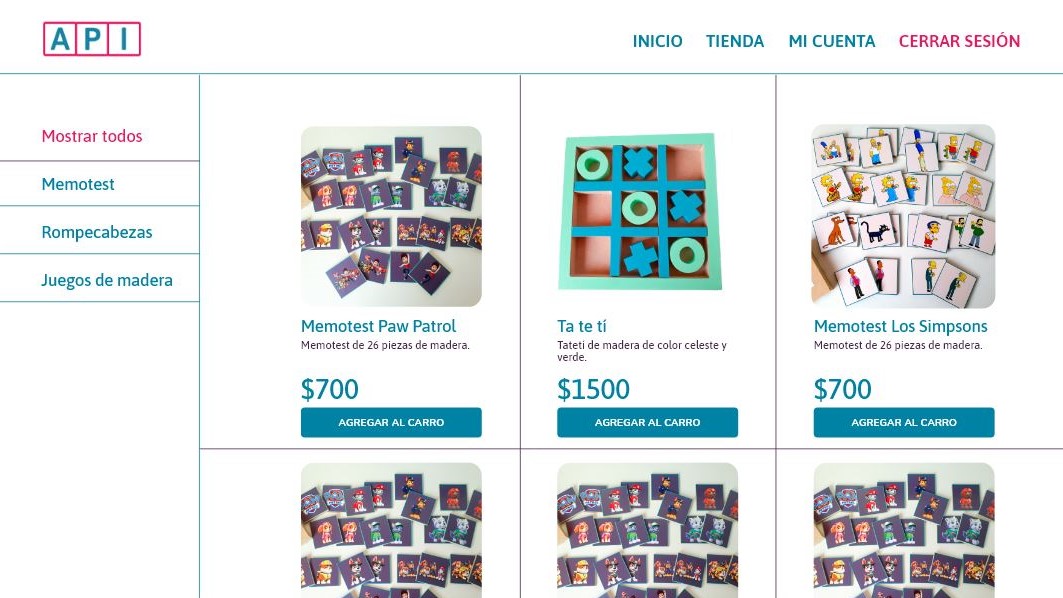 API
INICIO TIENDA MI CUENTA CERRAR SESIÓN
Mostrar todos
Memotest
Rompecabezas
Juegos de madera
Memotest Paw Patrol
Memotest de 26 piezas de madera.
$700
AGREGAR AL CARRO
Ta te tí
Tateti de madera de color celeste y
verde.
$1500
AGREGAR AL CARRO
Memotest Los Simpsons
Memotest de 26 piezas de madera.
$700
AGREGAR AL CARRO